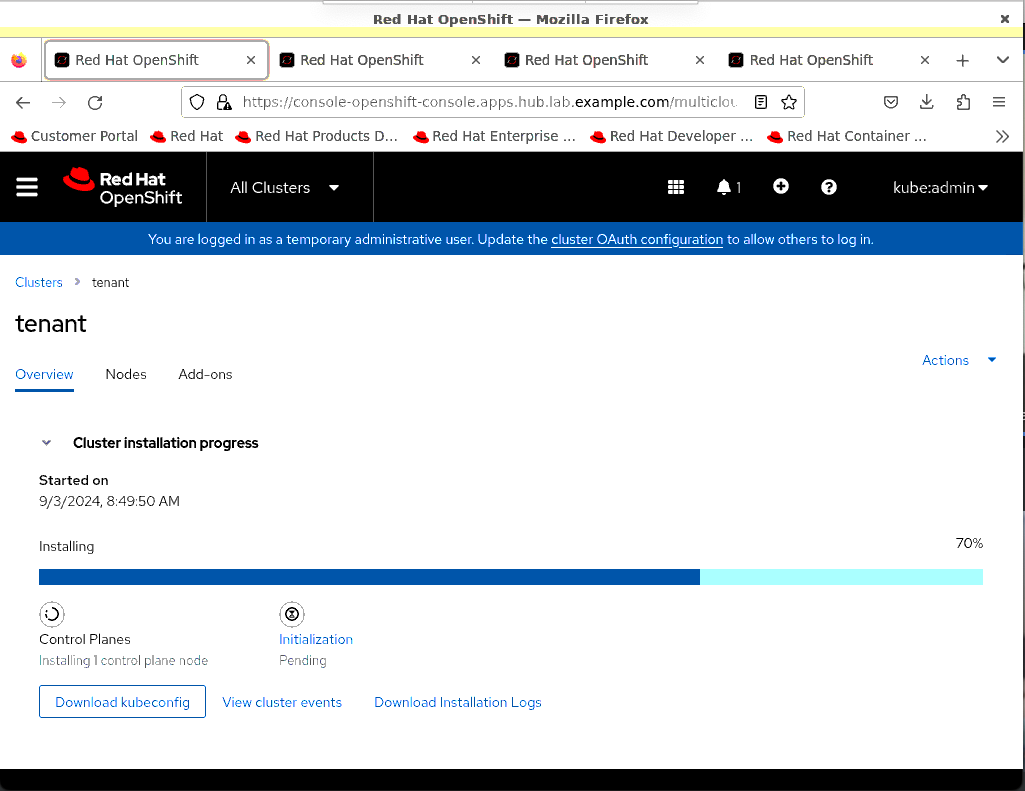 Red Hat OpenShift — Mozilla Firefox
Red Hat OpenShift Red Hat OpenShift Red Hat OpenShift Red Hat OpenShift
https://console-openshift-console.apps.hub.lab.example.com/multiclou
Customer Portal Red Hat Red Hat Products D... Red Hat Enterprise ... Red Hat Developer ... Red Hat Container ...
Red Hat
OpenShift
All Clusters 1 kube:admin
You are logged in as a temporary administrative user. Update the cluster OAuth configuration to allow others to log in.
Clusters tenant
tenant
Actions
Overview Nodes Add-ons
Cluster installation progress
Started on
9/3/2024, 8:49:50 AM
Installing 70%
Control Planes Initialization
Installing 1 control plane node Pending
Download kubeconfig View cluster events Download Installation Logs